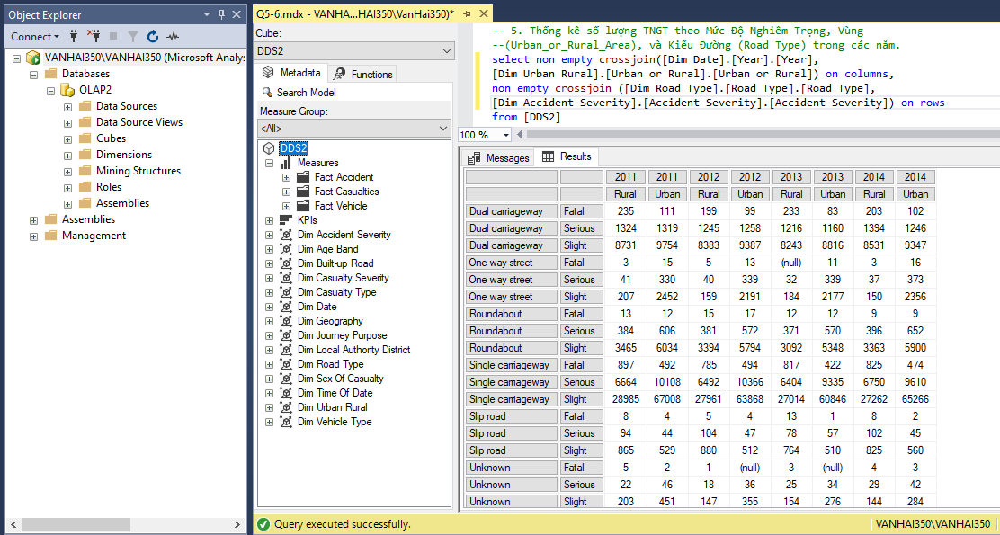 Object Explorer
Connect
VANHAI350\VANHAI350 (Microsoft Analys
Databases
OLAP2
Data Sources
Data Source Views
Cubes
Dimensions
Mining Structures
Roles
Assemblies
Assemblies
Management
Q5-6.mdx - VANHA...HAI350\VanHai350)*
Cube:
DDS2
Metadata
Functions
Search Model
Measure Group:
<All>
DDS2
Measures
Fact Accident
Fact Casualties
Fact Vehicle
KPIs
Dim Accident Severity
Dim Age Band
Dim Built-up Road
Dim Casualty Severity
Dim Casualty Type
Dim Date
Dim Geography
Dim Journey Purpose
Dim Local Authority District
Dim Road Type
Dim Sex Of Casualty
Dim Time Of Date
Dim Urban Rural
Dim Vehicle Type
-- 5. Thống kê số lượng TNGT theo Mức Độ Nghiêm Trọng, Vùng
--(Urban_or_Rural_Area), và Kiểu Đường (Road Type) trong các năm.
select non empty crossjoin([Dim Date].[Year].[Year],
[Dim Urban Rural].[Urban or Rural].[Urban or Rural]) on columns,
non empty crossjoin ([Dim Road Type].[Road Type].[Road Type],
[Dim Accident Severity].[Accident Severity].[Accident Severity]) on rows
from [DDS2]
100 %
Messages
Results
2011 2011 2012 2012 2013 2013 2014 2014
Rural Urban Rural Urban Rural Urban Rural Urban
Dual carriageway Fatal 235 111 199 99 233 83 203 102
Dual carriageway Serious 1324 1319 1245 1258 1216 1160 1394 1246
Dual carriageway Slight 8731 9754 8383 9387 8243 8816 8531 9347
One way street Fatal 3 15 5 13 (null) 11 3 16
One way street Serious 41 330 40 339 32 339 37 373
One way street Slight 207 2452 159 2191 184 2177 150 2356
Roundabout Fatal 13 12 15 17 12 12 9 9
Roundabout Serious 384 606 381 572 371 570 396 652
Roundabout Slight 3465 6034 3394 5794 3092 5348 3363 5900
Single carriageway Fatal 897 492 785 494 817 422 825 474
Single carriageway Serious 6664 10108 6492 10366 6404 9335 6750 9610
Single carriageway Slight 28985 67008 27961 63868 27014 60846 27262 65266
Slip road Fatal 8 4 5 4 13 1 8 2
Slip road Serious 94 44 104 47 78 57 102 45
Slip road Slight 865 529 880 512 764 510 825 560
Unknown Fatal 5 2 1 (null) 3 (null) 4 3
Unknown Serious 22 46 18 36 25 34 29 42
Unknown Slight 203 451 147 355 154 276 144 284
Query executed successfully.
VANHAI350\VANHAI350